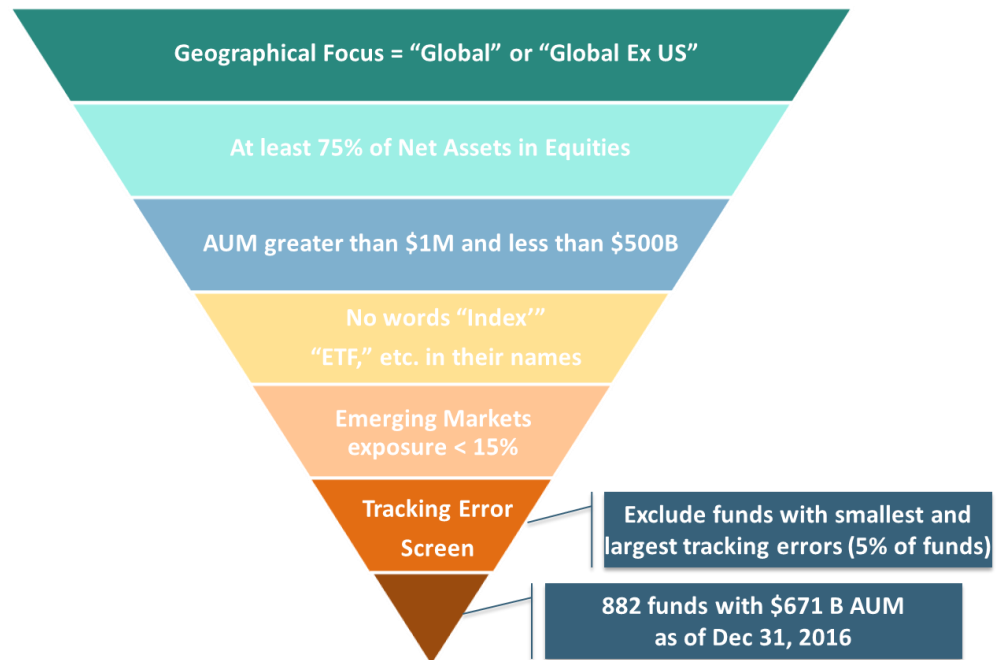 Geographical Focus = “Global” or “Global Ex US”
At least 75% of Net Assets in Equities
AUM greater than $1M and less than $500B
No words “Index’”
“ETF,” etc. in their names
Emerging Markets
exposure < 15%
Tracking Error
Screen
Exclude funds with smallest and
largest tracking errors (5% of funds)
882 funds with $671 B AUM
as of Dec 31, 2016